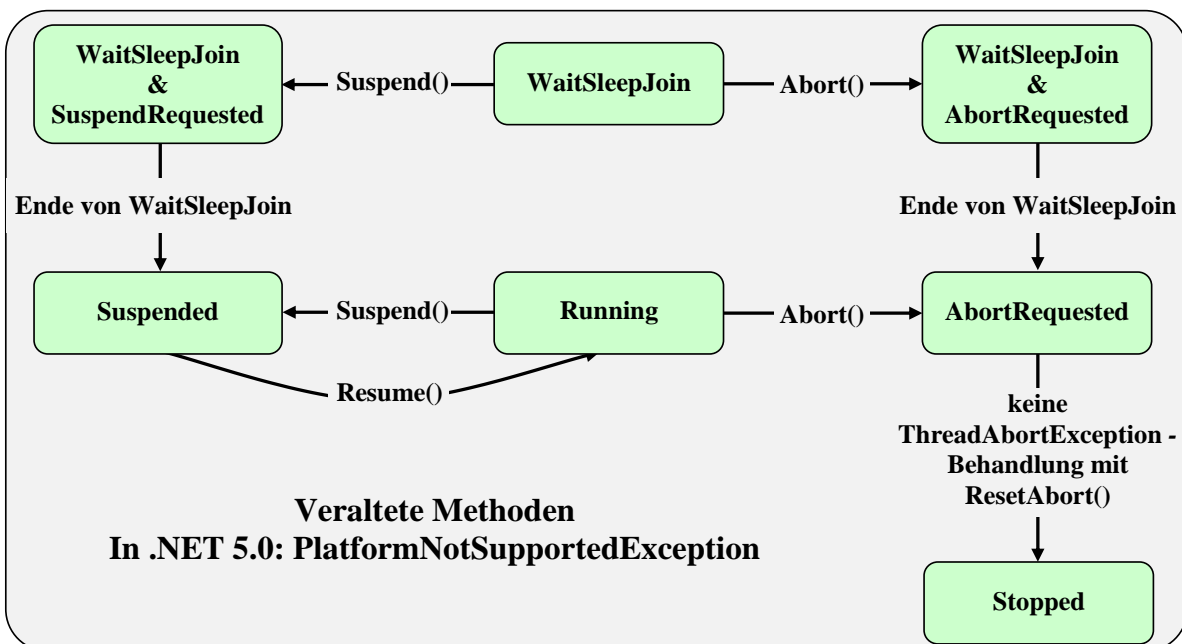 WaitSleepJoin
&
SuspendRequested
Suspend()
WaitSleepJoin
Abort()
WaitSleepJoin
&
AbortRequested
Ende von WaitSleepJoin
Ende von WaitSleepJoin
Suspended
Suspend()
Running
Abort()
AbortRequested
Resume()
keine
ThreadAbortException -
Behandlung mit
ResetAbort()
Veraltete Methoden
In .NET 5.0: PlatformNotSupportedException
Stopped